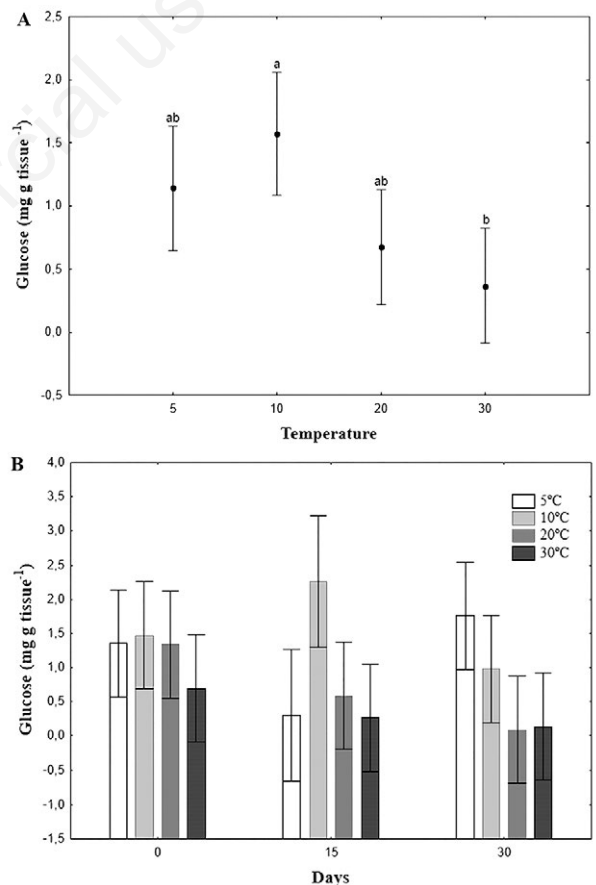 A
2,5
2,0
1,5
1,0
0,5
0,0
-0,5
Glucose (mg g tissue-1)
ab
a
ab
b
5 10 20 30
Temperature
B
4,0
3,5
3,0
2,5
2,0
1,5
1,0
0,5
0,0
-0,5
-1,0
-1,5
Glucose (mg g tissue-1)
5ºC
10ºC
20ºC
30ºC
0 15 30
Days